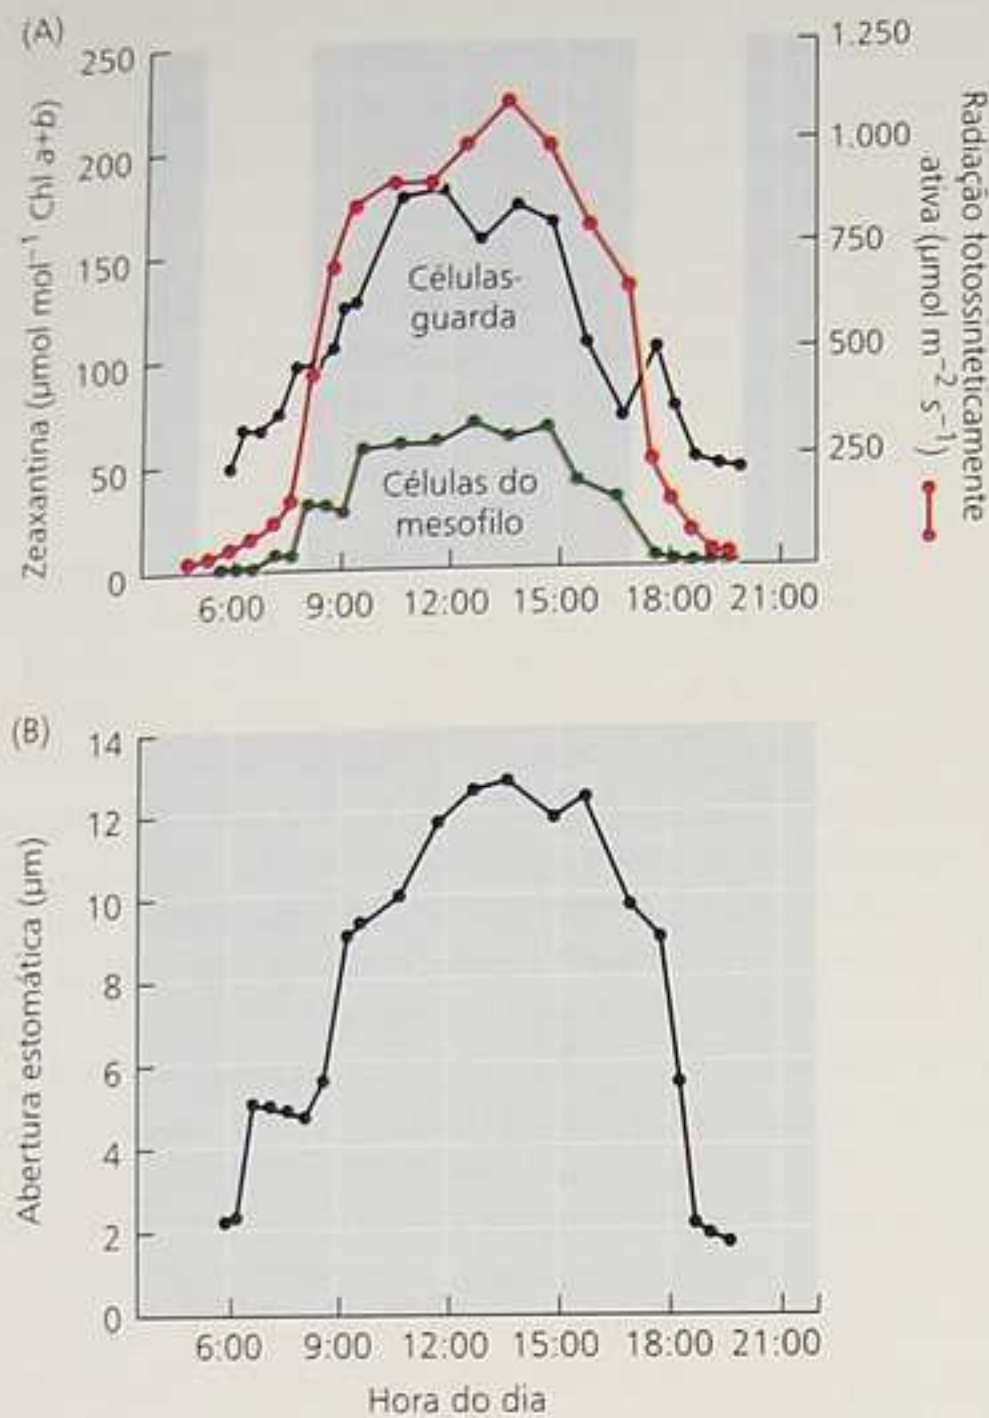 (A)
Zeaxantina (µmol mol⁻¹ Chl a+b)
250
200
150
100
50
0
Células-
guarda
Células do
mesofilo
1.250
1.000
750
500
250
Radiação fotossinteticamente
ativa (µmol m⁻² s⁻¹)
6:00 9:00 12:00 15:00 18:00 21:00
(B)
Abertura estomática (µm)
14
12
10
8
6
4
2
0
6:00 9:00 12:00 15:00 18:00 21:00
Hora do dia